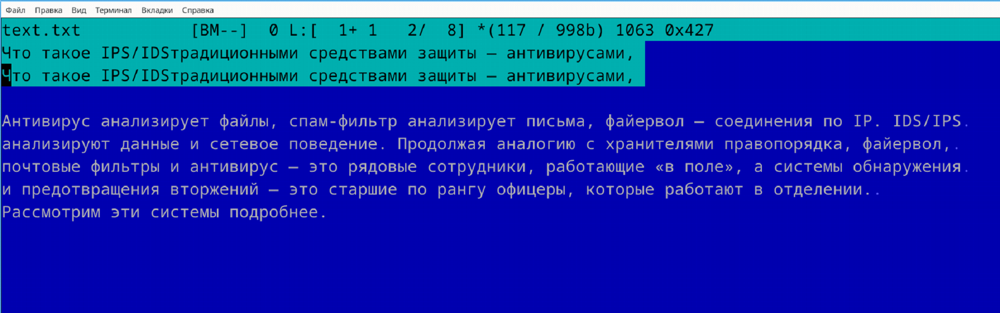 Файл Правка Вид Терминал Вкладки Справка
text.txt [BM--] 0 L:[ 1+ 1 2/ 8] *(117 / 998b) 1063 0x427
Что такое IPS/IDSтрадиционными средствами защиты — антивирусами,
Что такое IPS/IDSтрадиционными средствами защиты — антивирусами,
Антивирус анализирует файлы, спам-фильтр анализирует письма, файервол — соединения по IP. IDS/IPS.
анализируют данные и сетевое поведение. Продолжая аналогию с хранителями правопорядка, файервол,.
почтовые фильтры и антивирус — это рядовые сотрудники, работающие «в поле», а системы обнаружения.
и предотвращения вторжений — это старшие по рангу офицеры, которые работают в отделении..
Рассмотрим эти системы подробнее.